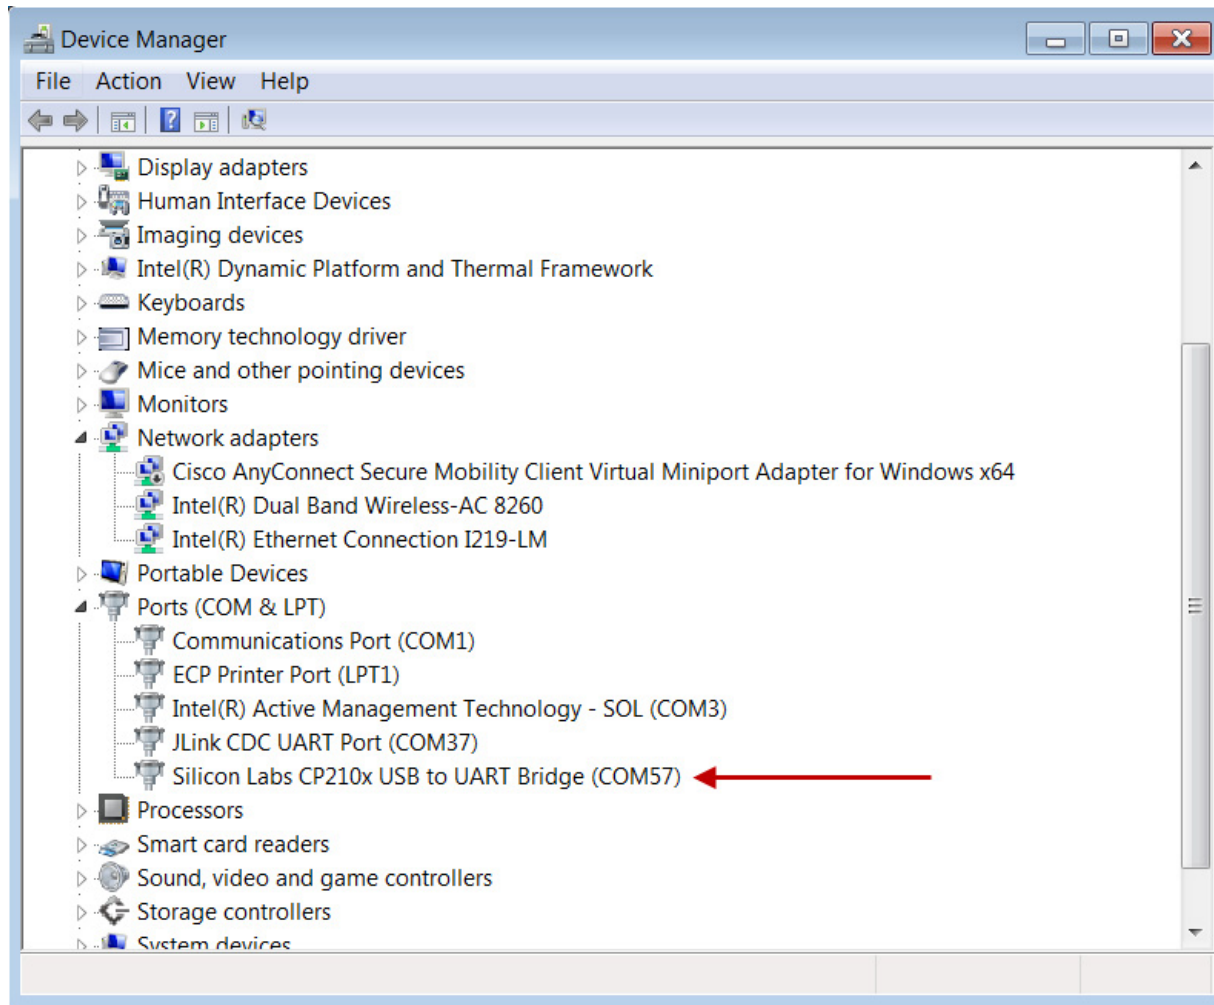 Device Manager
File Action View Help
Display adapters
Human Interface Devices
Imaging devices
Intel(R) Dynamic Platform and Thermal Framework
Keyboards
Memory technology driver
Mice and other pointing devices
Monitors
Network adapters
Cisco AnyConnect Secure Mobility Client Virtual Miniport Adapter for Windows x64
Intel(R) Dual Band Wireless-AC 8260
Intel(R) Ethernet Connection I219-LM
Portable Devices
Ports (COM & LPT)
Communications Port (COM1)
ECP Printer Port (LPT1)
Intel(R) Active Management Technology - SOL (COM3)
JLink CDC UART Port (COM37)
Silicon Labs CP210x USB to UART Bridge (COM57)
Processors
Smart card readers
Sound, video and game controllers
Storage controllers
System devices